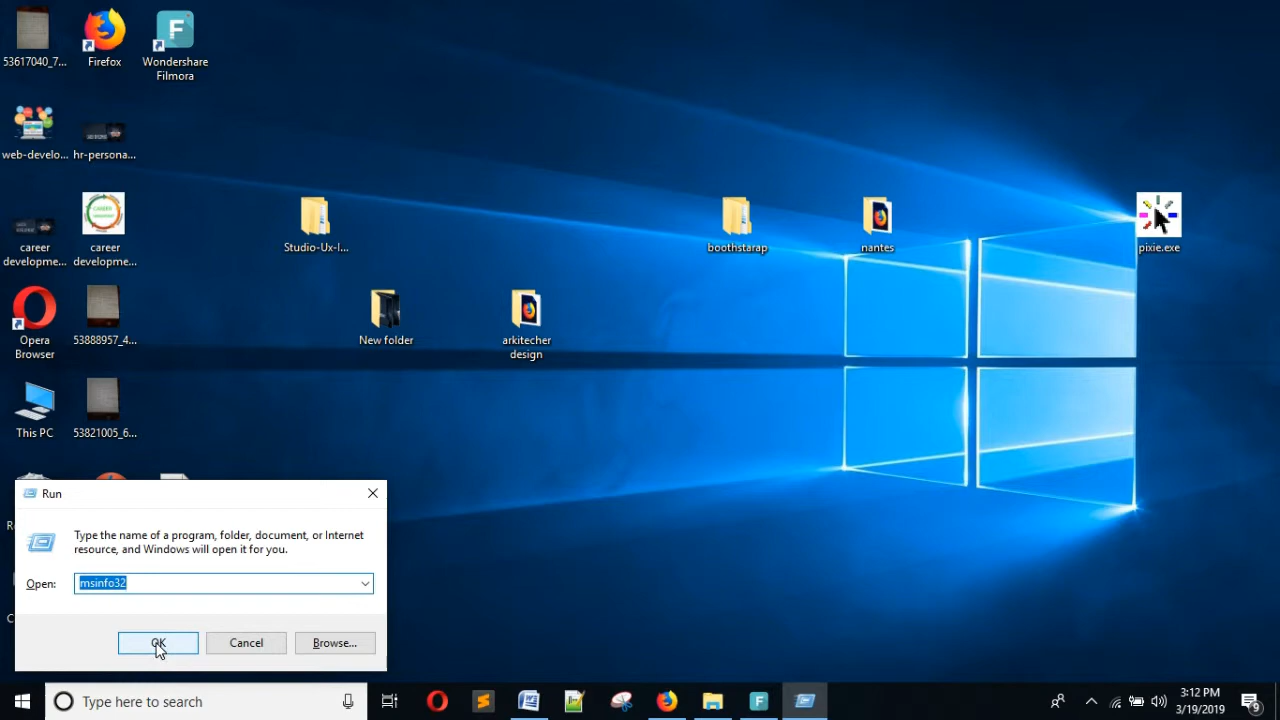 53617040_7...
Firefox
Wondershare
Filmora
web-develo...
hr-persona...
career
developme...
career
developme...
Studio-Ux-I...
boothstarap
nantes
pixie.exe
Opera
Browser
53888957_4...
New folder
arkitecher
design
This PC
53821005_6...
Run
Type the name of a program, folder, document, or Internet
resource, and Windows will open it for you.
Open:
msinfo32
OK
Cancel
Browse...
Type here to search
3:12 PM
3/19/2019
9